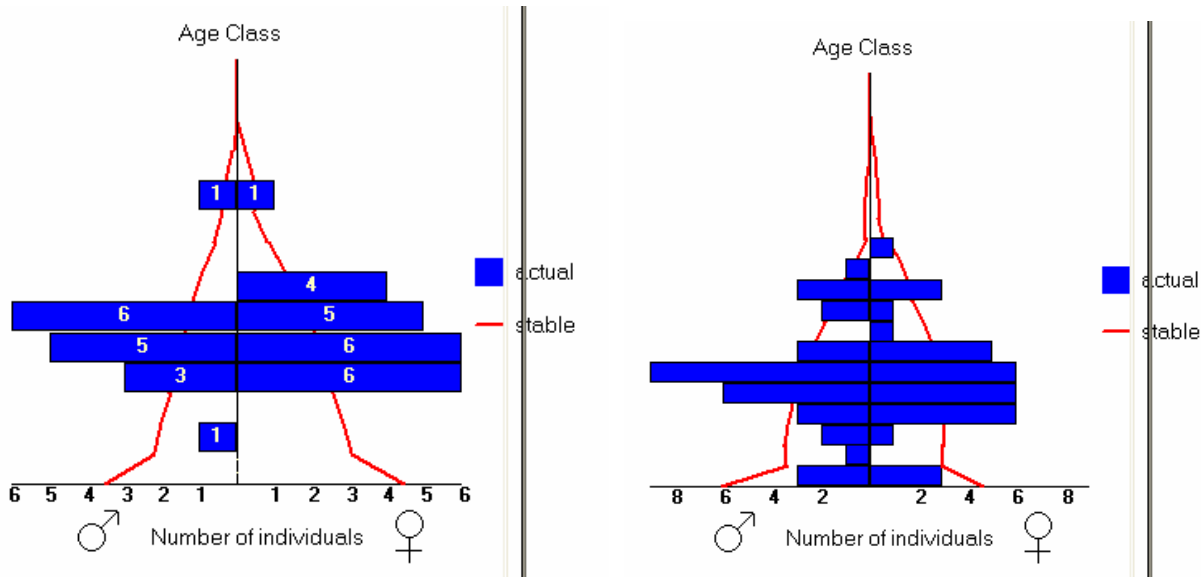 Age Class
1 1
4
6 5
5 6
3 6
1
6 5 4 3 2 1 1 2 3 4 5 6
♂ Number of individuals ♀
actual
stable
Age Class
8 6 4 2 2 4 6 8
♂ Number of individuals ♀
actual
stable